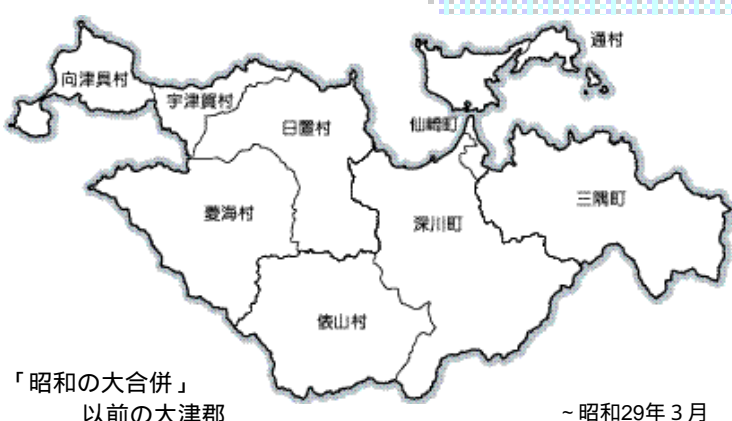 通村
向津具村
宇津賀村
仙崎町
日置村
三隅町
菱海村
深川町
俵山村
「昭和の大合併」
以前の大津郡
~昭和29年3月